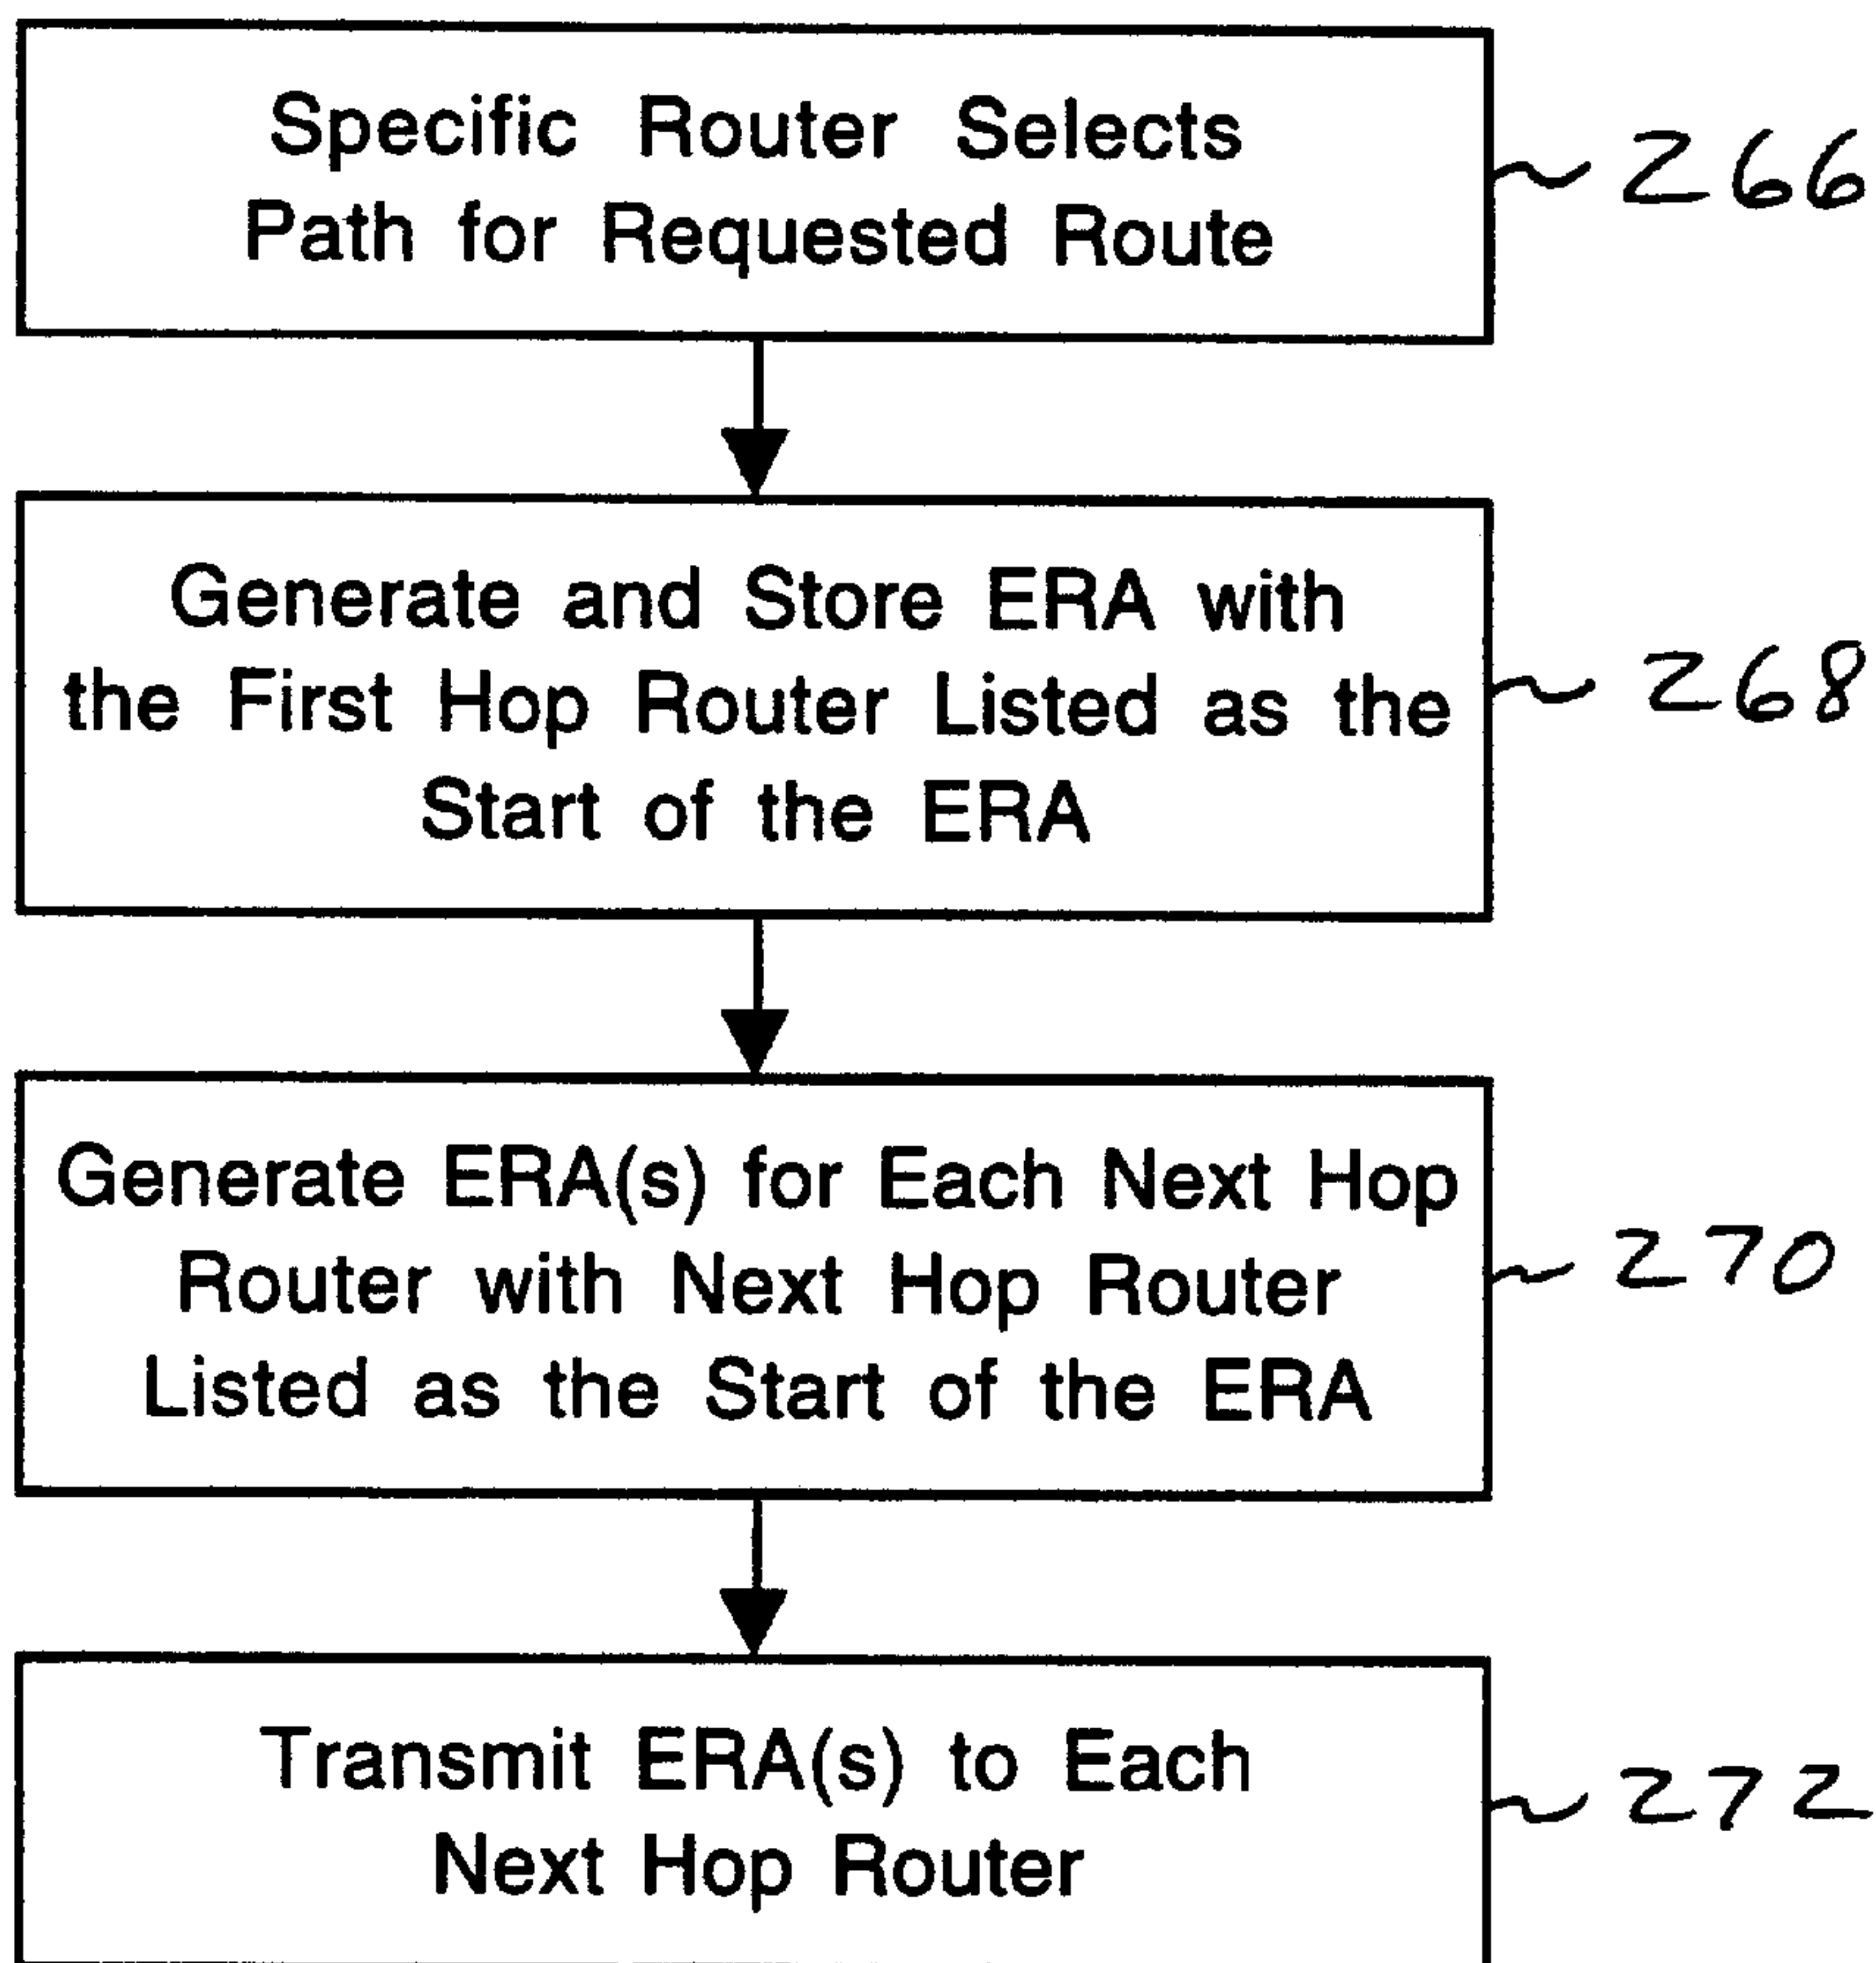 Specific Router Selects
Path for Requested Route
266
Generate and Store ERA with
the First Hop Router Listed as the
Start of the ERA
268
Generate ERA(s) for Each Next Hop
Router with Next Hop Router
Listed as the Start of the ERA
270
Transmit ERA(s) to Each
Next Hop Router
272